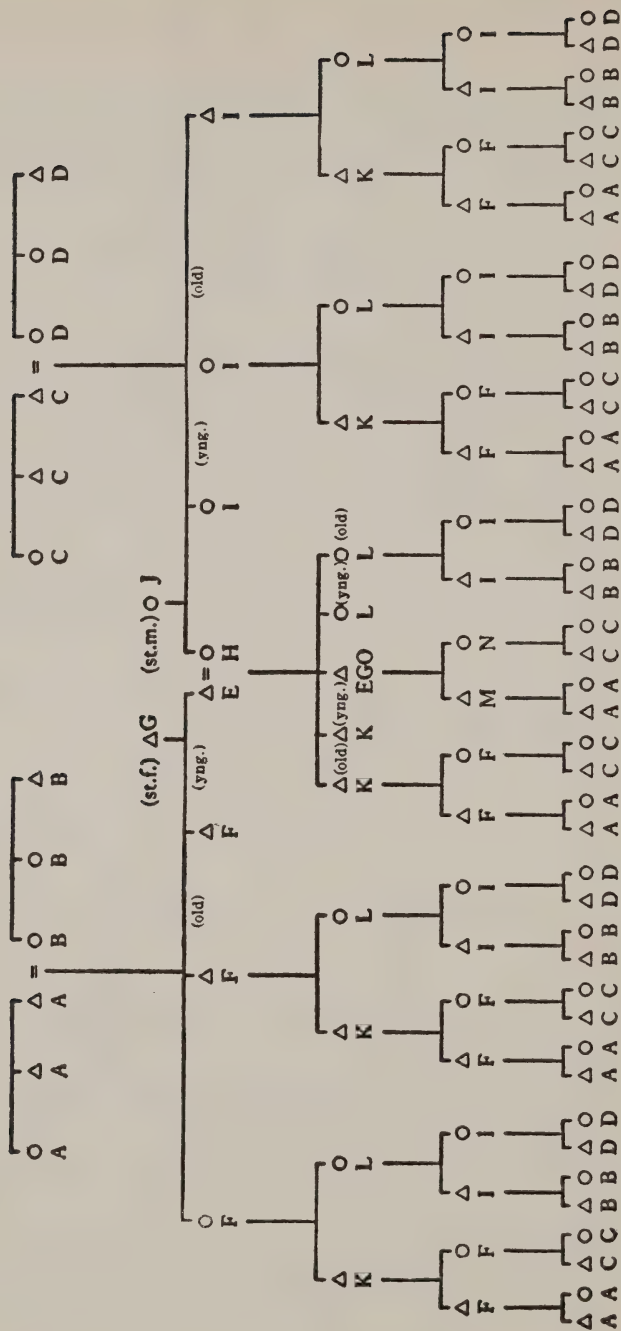 = =
A A A B B B C C C D D D
(st.f.) G (st.m.) J
(old) (yng.) = (yng.) (old)
F F F E H I I I
(old) (yng.) (yng.) (old)
K L K L K K EGO L L K L K L
F F I I F F I I F F M N I I F F I I F F I I
A A C C B B D D A A C C B B D D A A C C A A C C B B D D A A C C B B D D A A C C B B D D